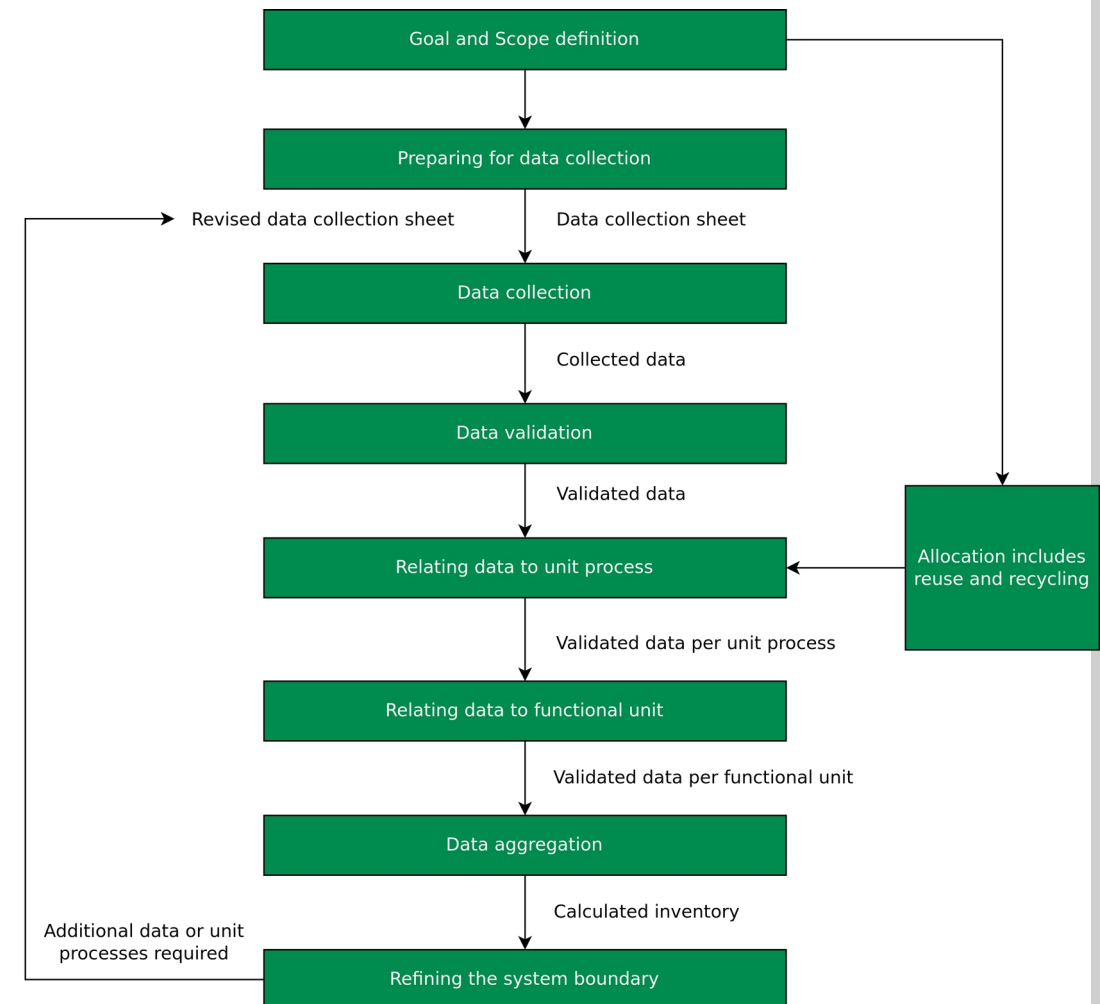 Goal and Scope definition
Preparing for data collection
Revised data collection sheet
Data collection sheet
Data collection
Collected data
Data validation
Validated data
Relating data to unit process
Allocation includes
reuse and recycling
Validated data per unit process
Relating data to functional unit
Validated data per functional unit
Data aggregation
Calculated inventory
Additional data or unit
processes required
Refining the system boundary